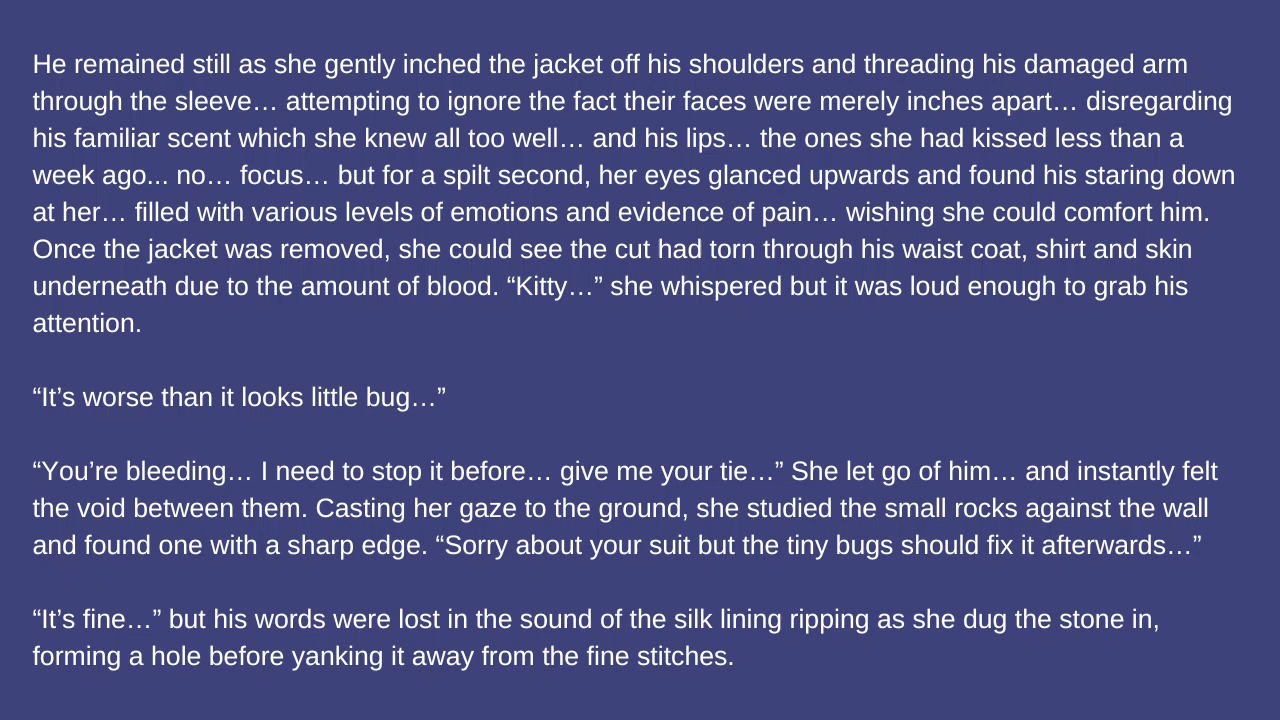 He remained still as she gently inched the jacket off his shoulders and threading his damaged arm
through the sleeve… attempting to ignore the fact their faces were merely inches apart… disregarding
his familiar scent which she knew all too well… and his lips… the ones she had kissed less than a
week ago... no… focus… but for a spilt second, her eyes glanced upwards and found his staring down
at her… filled with various levels of emotions and evidence of pain… wishing she could comfort him.
Once the jacket was removed, she could see the cut had torn through his waist coat, shirt and skin
underneath due to the amount of blood. “Kitty…” she whispered but it was loud enough to grab his
attention.
“It’s worse than it looks little bug…”
“You’re bleeding… I need to stop it before… give me your tie…” She let go of him… and instantly felt
the void between them. Casting her gaze to the ground, she studied the small rocks against the wall
and found one with a sharp edge. “Sorry about your suit but the tiny bugs should fix it afterwards…”
“It’s fine…” but his words were lost in the sound of the silk lining ripping as she dug the stone in,
forming a hole before yanking it away from the fine stitches.